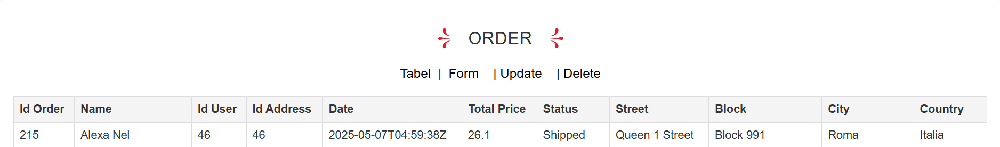 ORDER
Tabel | Form | Update | Delete
Id Order Name Id User Id Address Date Total Price Status Street Block City Country
215 Alexa Nel 46 46 2025-05-07T04:59:38Z 26.1 Shipped Queen 1 Street Block 991 Roma Italia